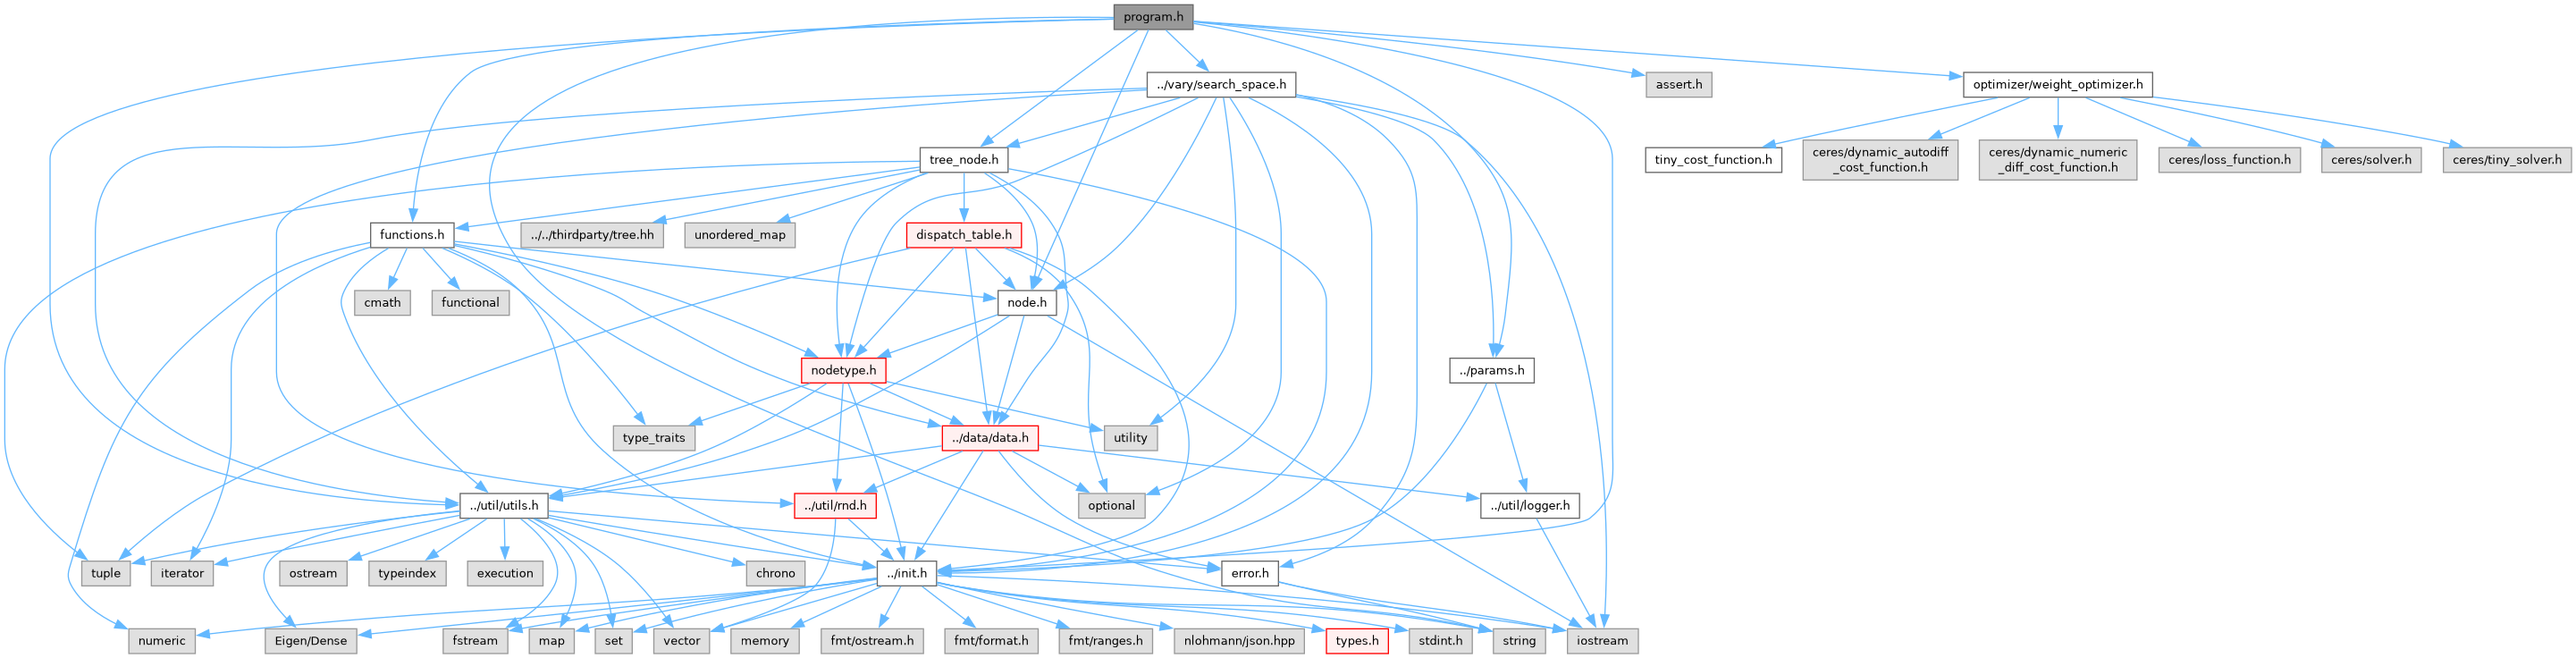 program.h
../vary/search_space.h
assert.h
optimizer/weight_optimizer.h
tree_node.h
tiny_cost_function.h
ceres/dynamic_autodiff
_cost_function.h
ceres/dynamic_numeric
_diff_cost_function.h
ceres/loss_function.h
ceres/solver.h
ceres/tiny_solver.h
functions.h
../../thirdparty/tree.hh
unordered_map
dispatch_table.h
cmath
functional
node.h
nodetype.h
../params.h
type_traits
../data/data.h
utility
../util/utils.h
../util/rnd.h
optional
../util/logger.h
tuple
iterator
ostream
typeindex
execution
chrono
../init.h
error.h
numeric
Eigen/Dense
fstream
map
set
vector
memory
fmt/ostream.h
fmt/format.h
fmt/ranges.h
nlohmann/json.hpp
types.h
stdint.h
string
iostream